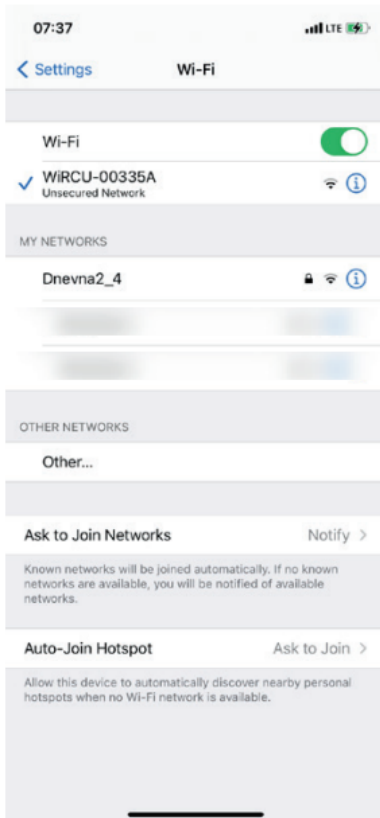 07:37 LTE
Settings Wi-Fi
Wi-Fi
WiRCU-00335A
Unsecured Network
MY NETWORKS
Dnevna2_4
OTHER NETWORKS
Other...
Ask to Join Networks Notify
Known networks will be joined automatically. If no known
networks are available, you will be notified of available
networks.
Auto-Join Hotspot Ask to Join
Allow this device to automatically discover nearby personal
hotspots when no Wi-Fi network is available.